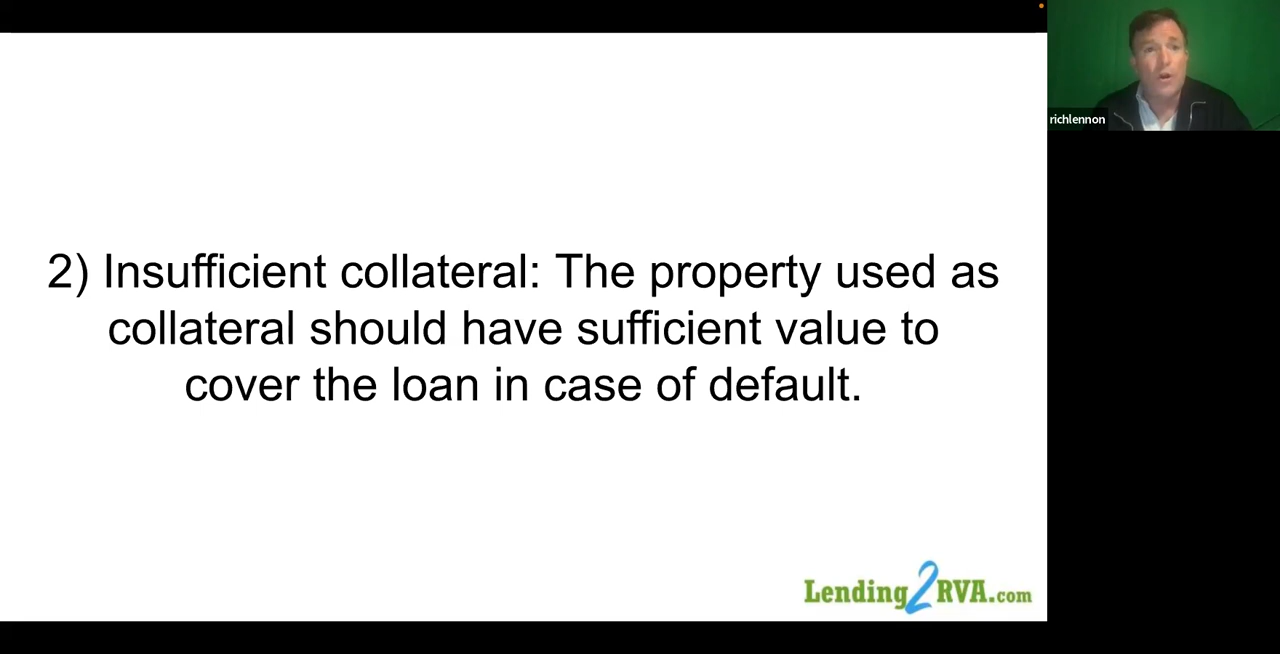 2) Insufficient collateral: The property used as
collateral should have sufficient value to
cover the loan in case of default.
Lending2RVA.com
richlennon